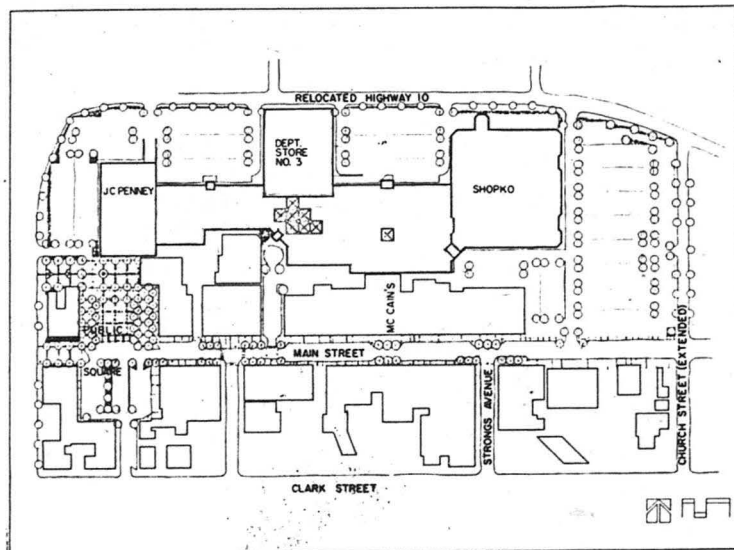 RELOCATED HIGHWAY 10
DEPT.
STORE
NO. 3
JC PENNEY
SHOPKO
MC CAIN'S
PUBLIC
MAIN STREET
SQUARE
STRONGS AVENUE
CHURCH STREET (EXTENDED)
CLARK STREET